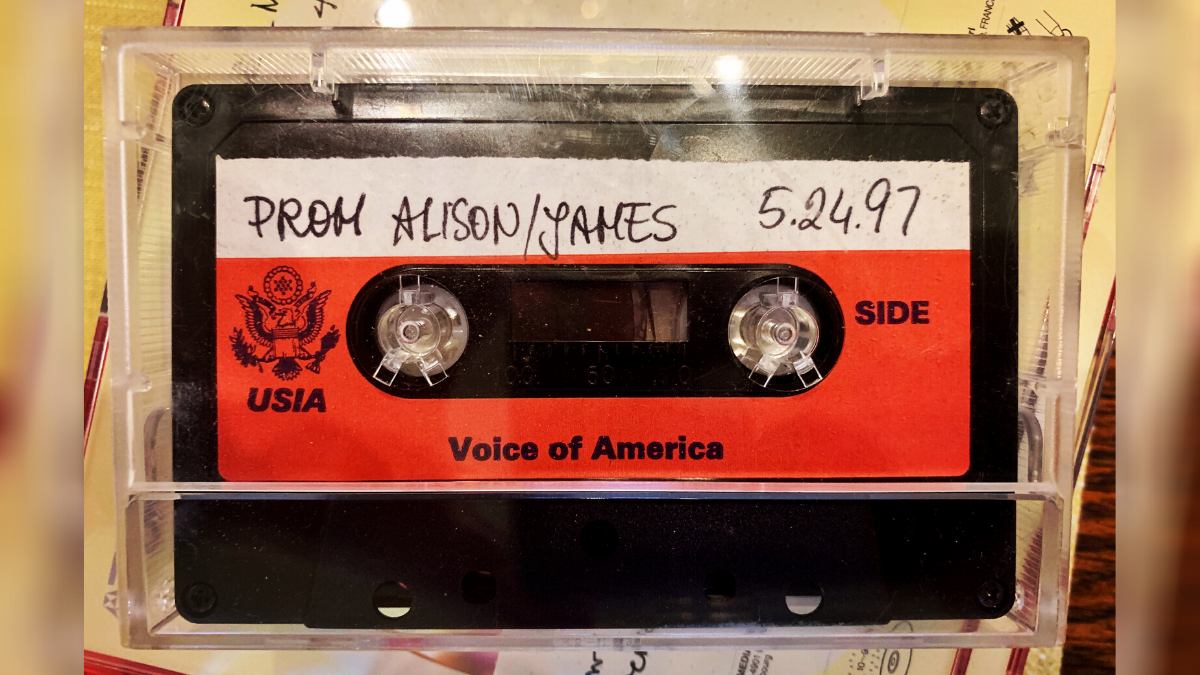 PROM ALISON/JAMES 5.24.97
SIDE
USIA
Voice of America